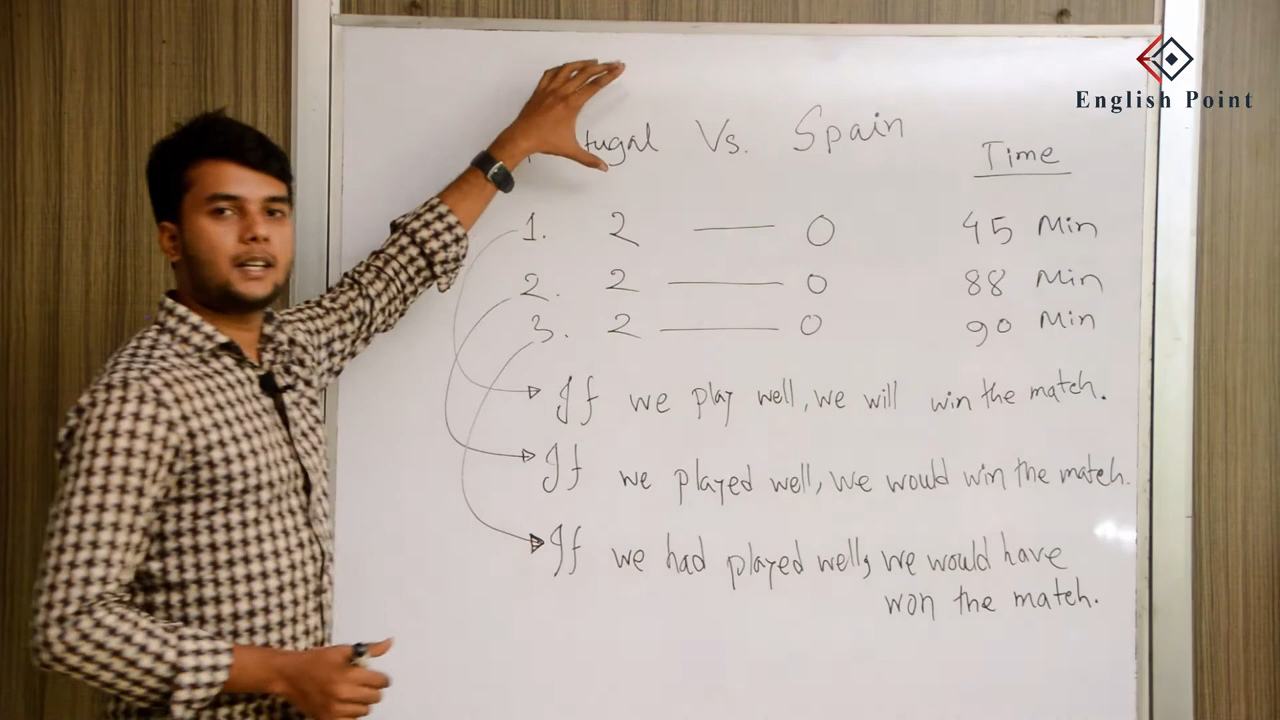 English Point
tugal Vs. Spain
Time
1. 2 — 0 45 Min
2. 2 — 0 88 Min
3. 2 — 0 90 Min
If we play well, we will win the match.
If we played well, we would win the match.
If we had played well, we would have
won the match.